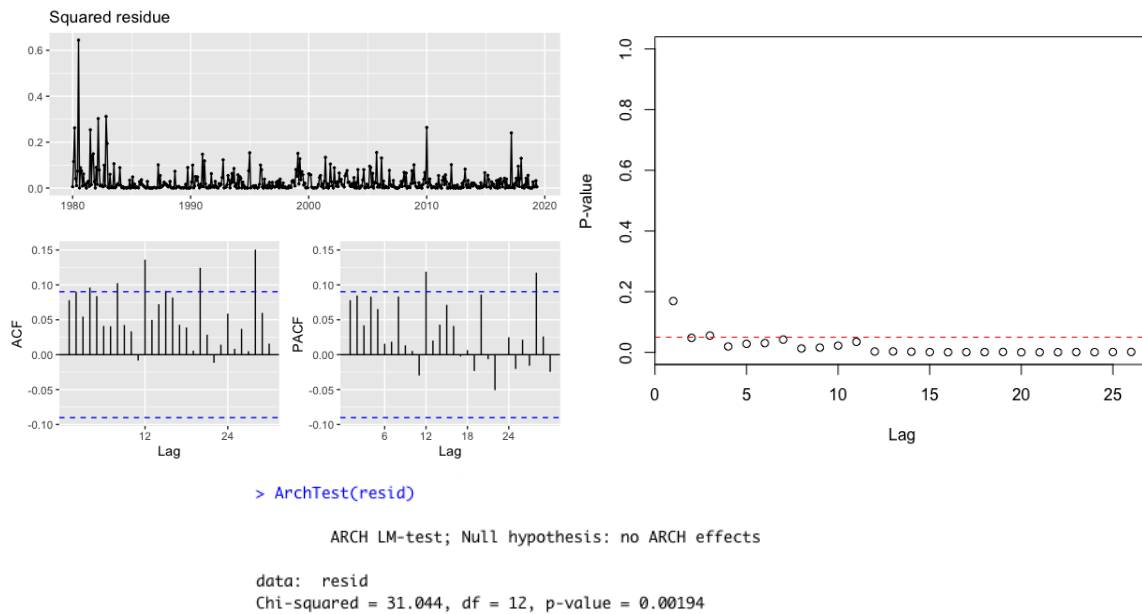 Squared residue
0.6
0.4
0.2
0.0
1980 1990 2000 2010 2020
0.15
0.10
0.05
0.00
-0.05
-0.10
ACF
12 24
Lag
0.15
0.10
0.05
0.00
-0.05
-0.10
PACF
6 12 18 24
Lag
1.0
0.8
0.6
0.4
0.2
0.0
P-value
0 5 10 15 20 25
Lag
> ArchTest(resid)
ARCH LM-test; Null hypothesis: no ARCH effects
data: resid
Chi-squared = 31.044, df = 12, p-value = 0.00194